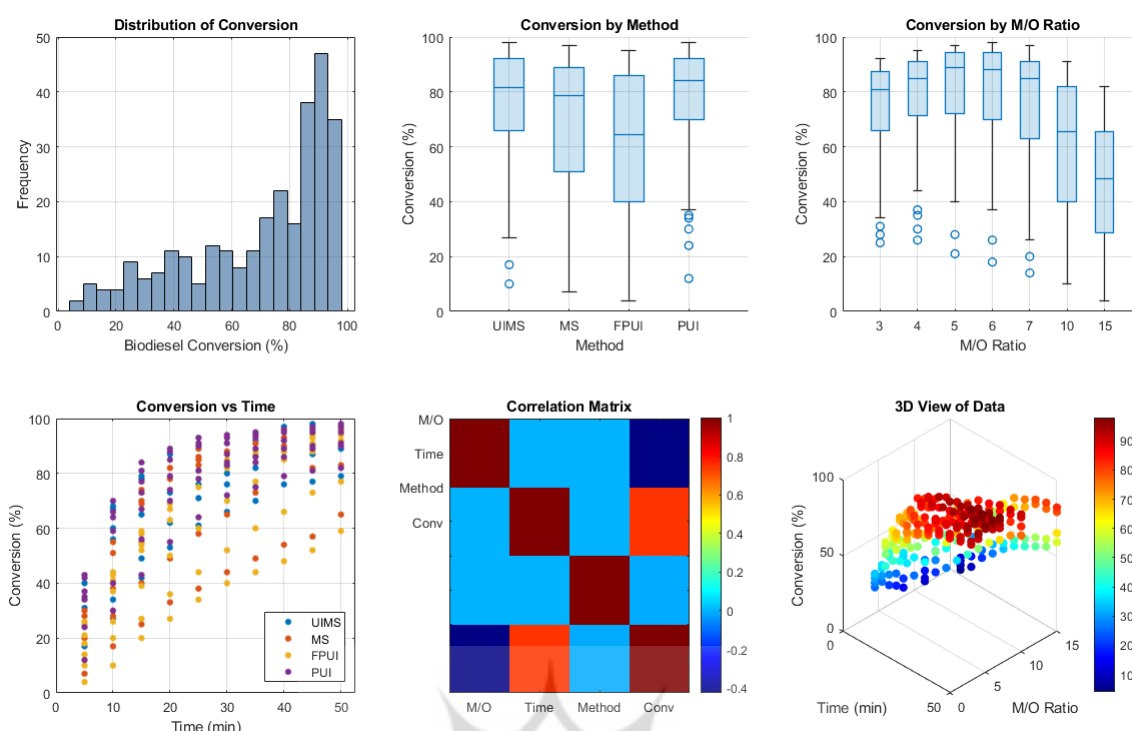 Distribution of Conversion
50
40
30
20
10
0
Frequency
0 20 40 60 80 100
Biodiesel Conversion (%)
Conversion by Method
100
80
60
40
20
0
Conversion (%)
UIMS MS FPUI PUI
Method
Conversion by M/O Ratio
100
80
60
40
20
0
Conversion (%)
3 4 5 6 7 10 15
M/O Ratio
Conversion vs Time
100
80
60
40
20
0
Conversion (%)
UIMS
MS
FPUI
PUI
0 10 20 30 40 50
Time (min)
Correlation Matrix
M/O
Time
Method
Conv
M/O Time Method Conv
1
0.8
0.6
0.4
0.2
0
-0.2
-0.4
3D View of Data
100
50
0
Conversion (%)
0
50
Time (min)
0
5
10
15
M/O Ratio
90
80
70
60
50
40
30
20
10